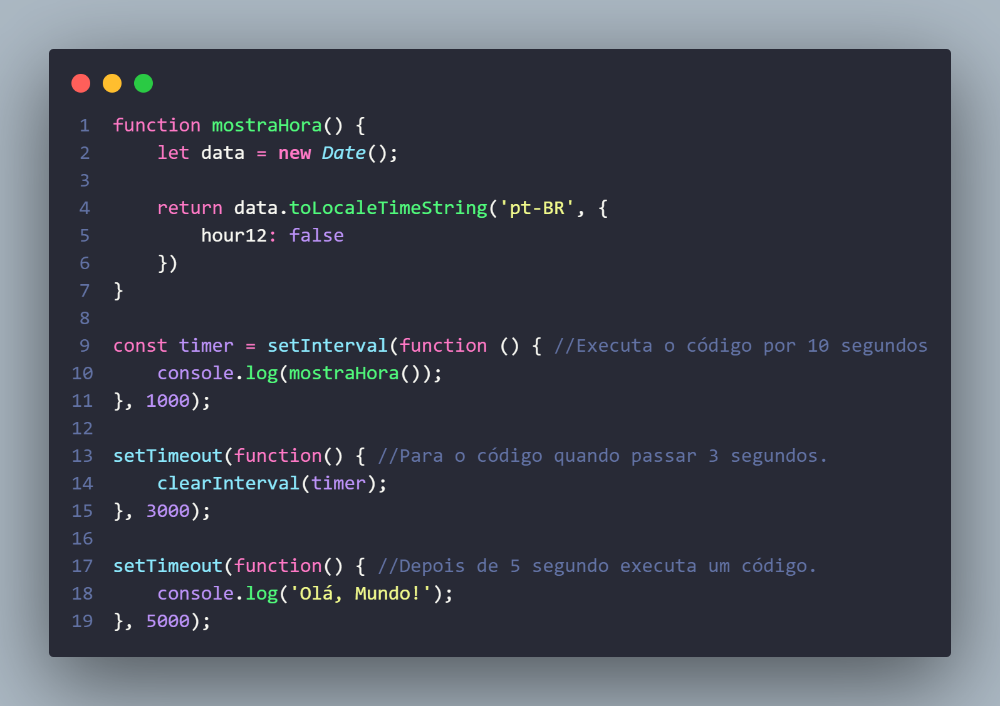 1 function mostraHora() {
2     let data = new Date();
3
4     return data.toLocaleTimeString('pt-BR', {
5         hour12: false
6     })
7 }
8
9 const timer = setInterval(function () { //Executa o código por 10 segundos
10     console.log(mostraHora());
11 }, 1000);
12
13 setTimeout(function() { //Para o código quando passar 3 segundos.
14     clearInterval(timer);
15 }, 3000);
16
17 setTimeout(function() { //Depois de 5 segundo executa um código.
18     console.log('Olá, Mundo!');
19 }, 5000);